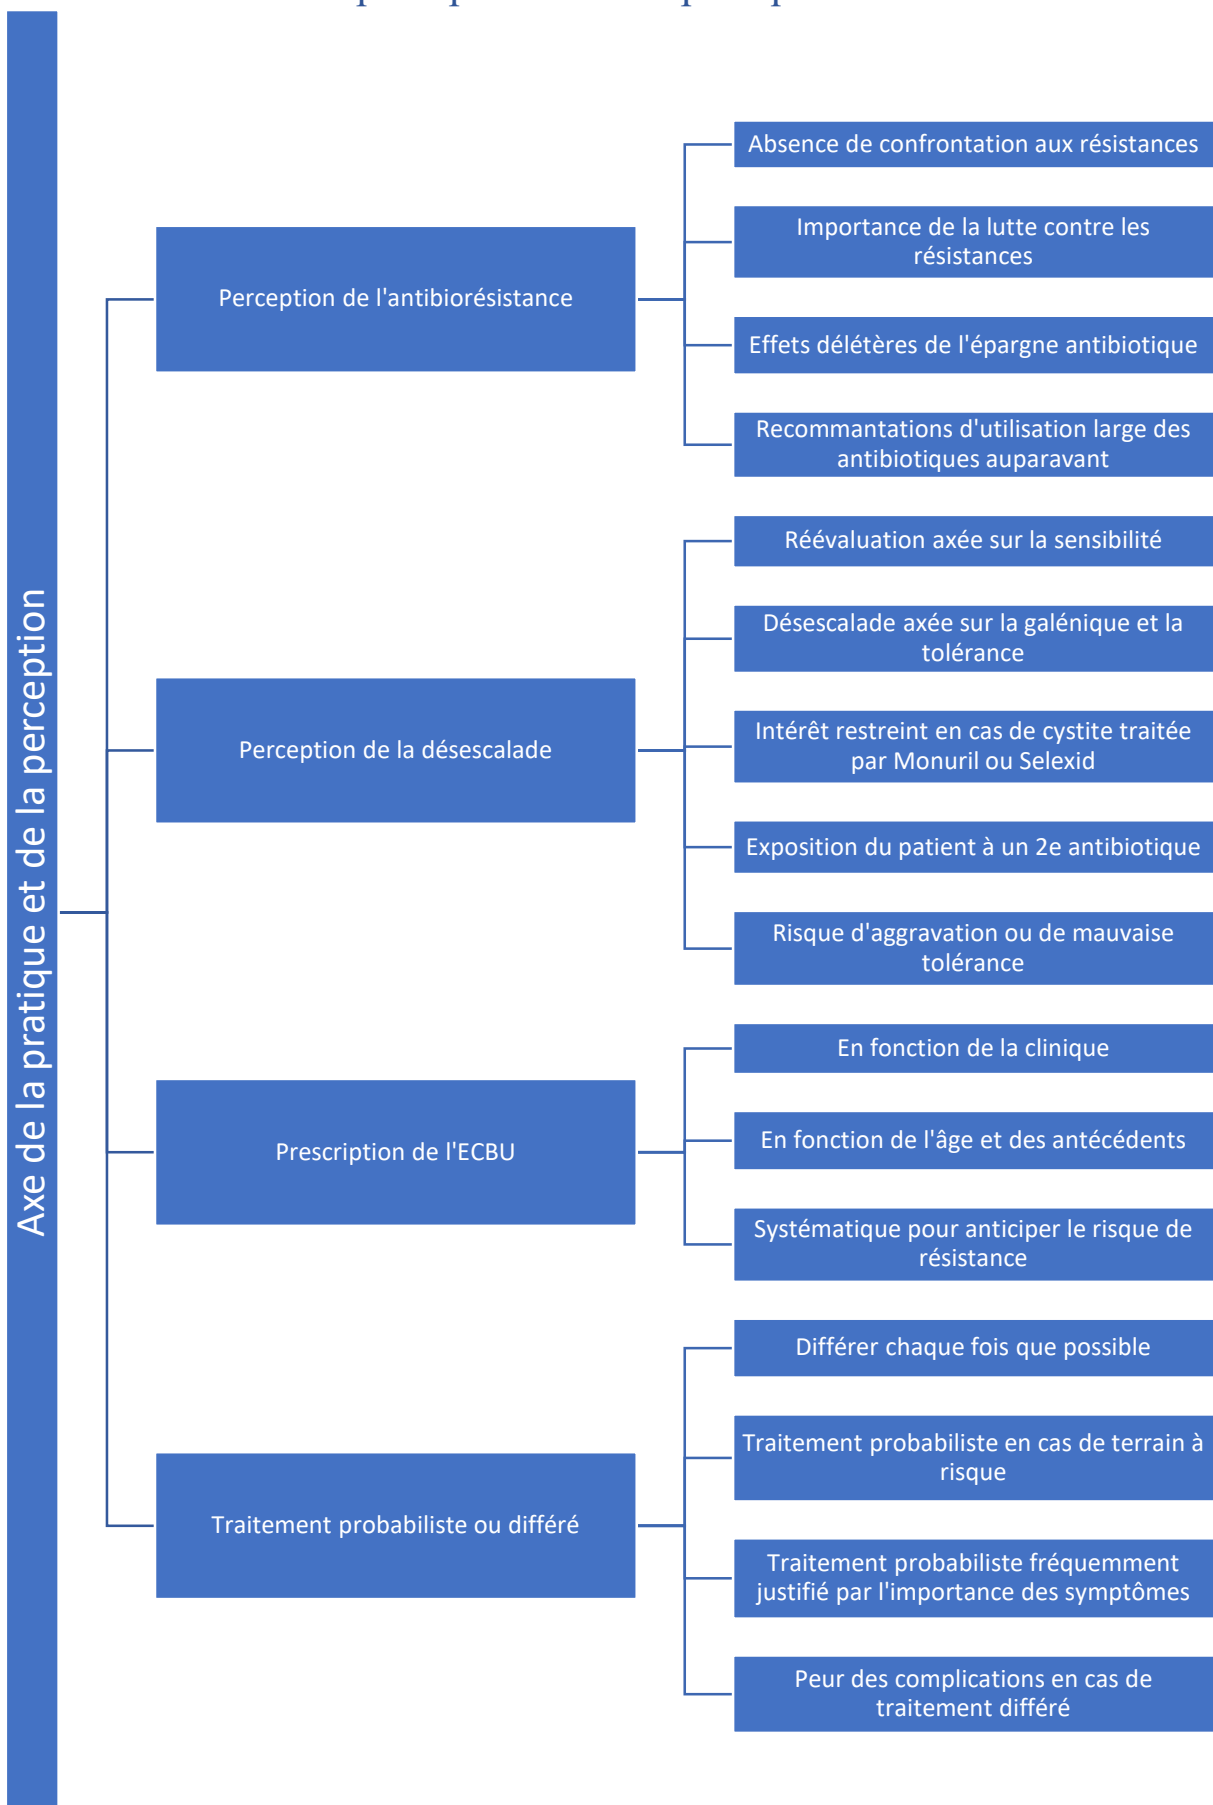 Axe de la pratique et de la perception
Perception de l'antibiorésistance
Absence de confrontation aux résistances
Importance de la lutte contre les
résistances
Effets délétères de l'épargne antibiotique
Recommantations d'utilisation large des
antibiotiques auparavant
Perception de la désescalade
Réévaluation axée sur la sensibilité
Désescalade axée sur la galénique et la
tolérance
Intérêt restreint en cas de cystite traitée
par Monuril ou Selexid
Exposition du patient à un 2e antibiotique
Risque d'aggravation ou de mauvaise
tolérance
Prescription de l'ECBU
En fonction de la clinique
En fonction de l'âge et des antécédents
Systématique pour anticiper le risque de
résistance
Traitement probabiliste ou différé
Différer chaque fois que possible
Traitement probabiliste en cas de terrain à
risque
Traitement probabiliste fréquemment
justifié par l'importance des symptômes
Peur des complications en cas de
traitement différé